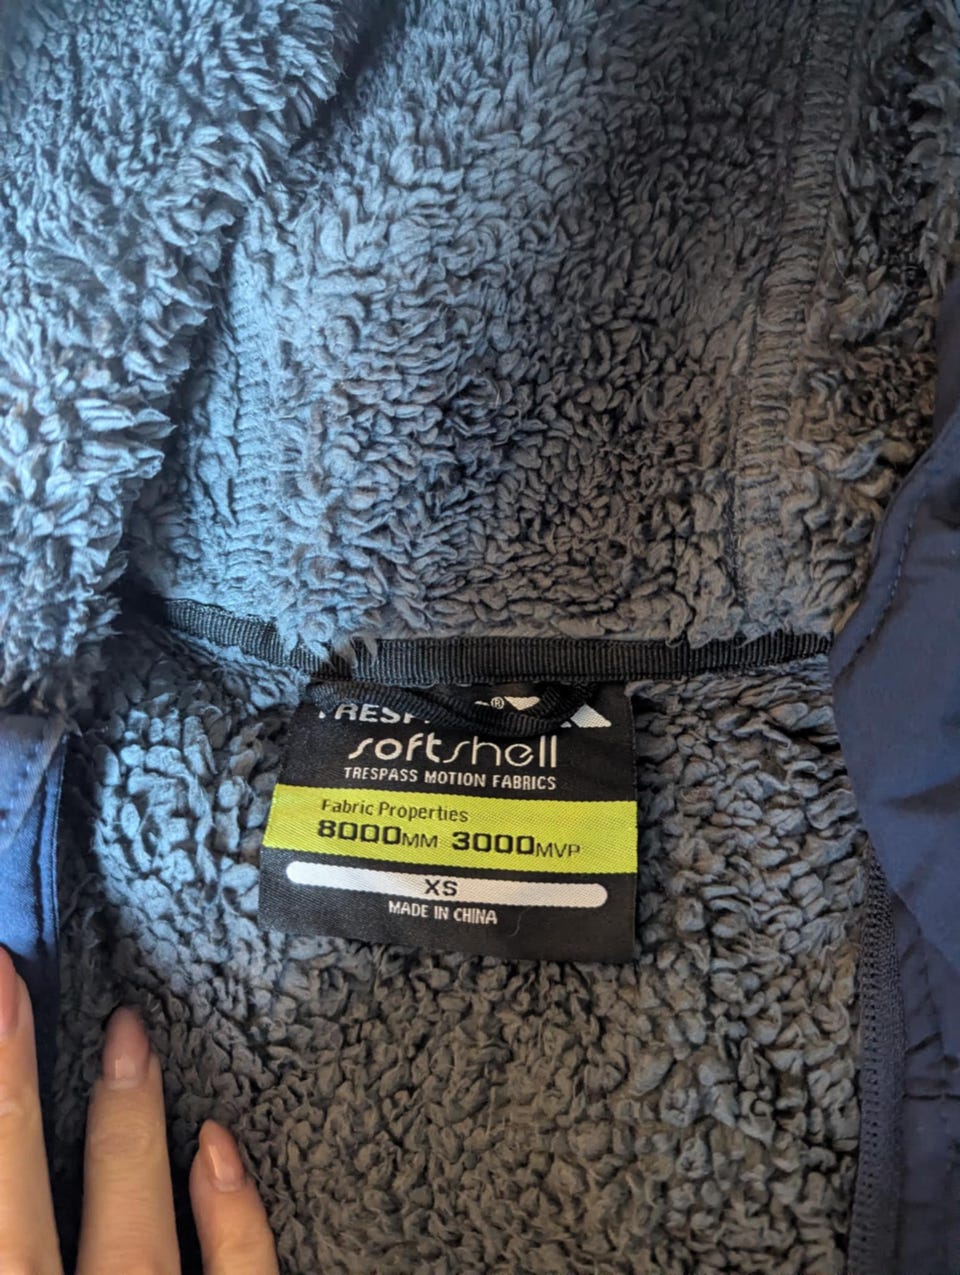 ®
softshell
TRESPASS MOTION FABRICS
Fabric Properties
8000MM 3000MVP
XS
MADE IN CHINA